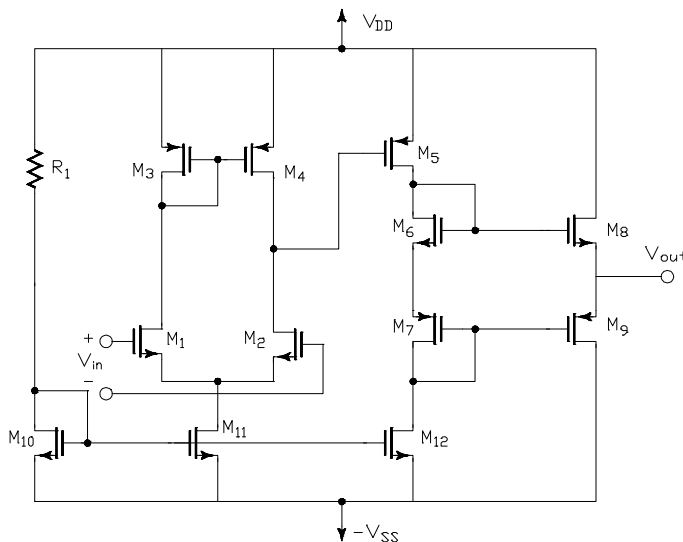 V_DD
M_3
M_4
M_5
R_1
M_6
M_8
V_out
M_1
M_2
M_7
M_9
+
V_in
−
M_10
M_11
M_12
-V_SS